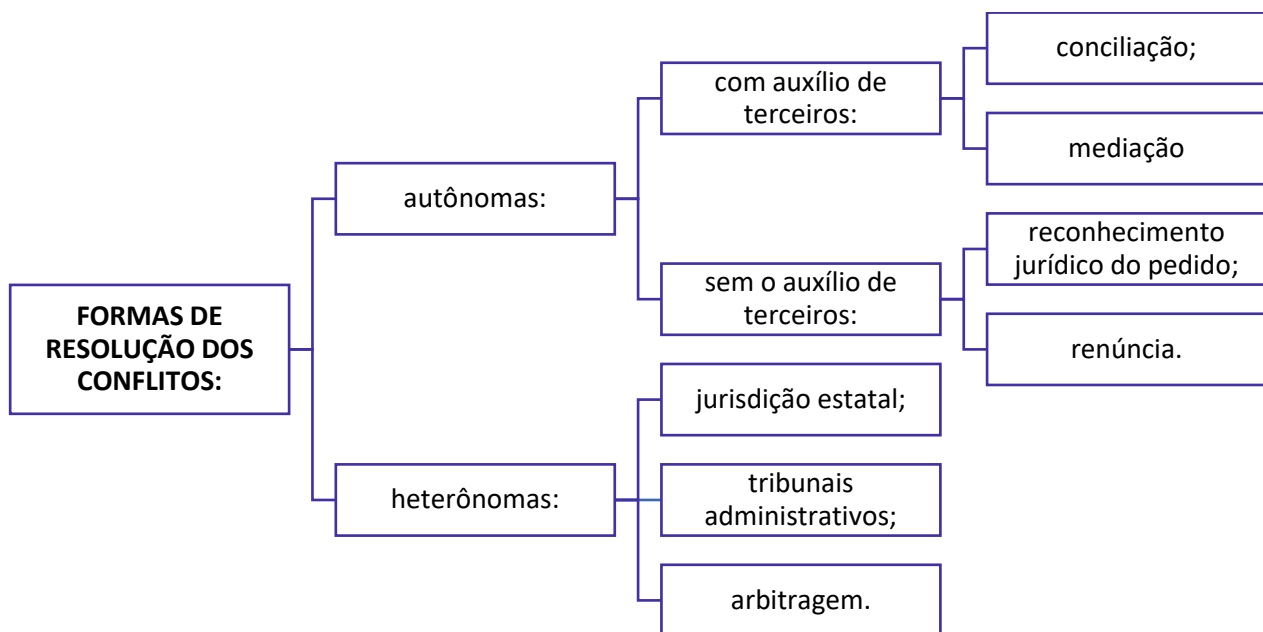 FORMAS DE
RESOLUÇÃO DOS
CONFLITOS:
autônomas:
com auxílio de
terceiros:
conciliação;
mediação
sem o auxílio de
terceiros:
reconhecimento
jurídico do pedido;
renúncia.
heterônomas:
jurisdição estatal;
tribunais
administrativos;
arbitragem.